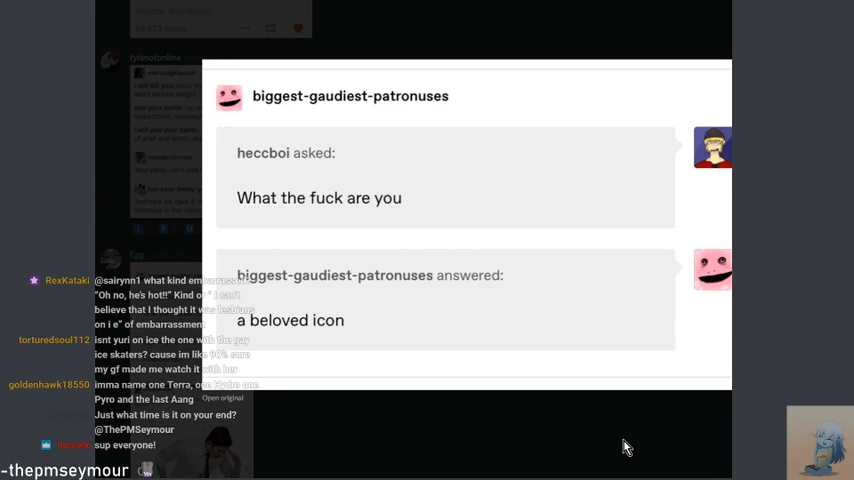 tylsnotonline
biggest-gaudiest-patronuses
heccboi asked:
What the fuck are you
biggest-gaudiest-patronuses answered:
a beloved icon
Open original
RexKataki @sairynn1 what kind
"Oh no, he's hot!!" Kind or " I can't
believe that I thought it was lesbians
on i e" of embarrassment
torturedsoul112 isnt yuri on ice the one with the gay
ice skaters? cause im like 90% sure
my gf made me watch it with her
goldenhawk18550 imma name one Terra, one Hydro one
Pyro and the last Aang
Just what time is it on your end?
@ThePMSeymour
sup everyone!
-thepmseymour